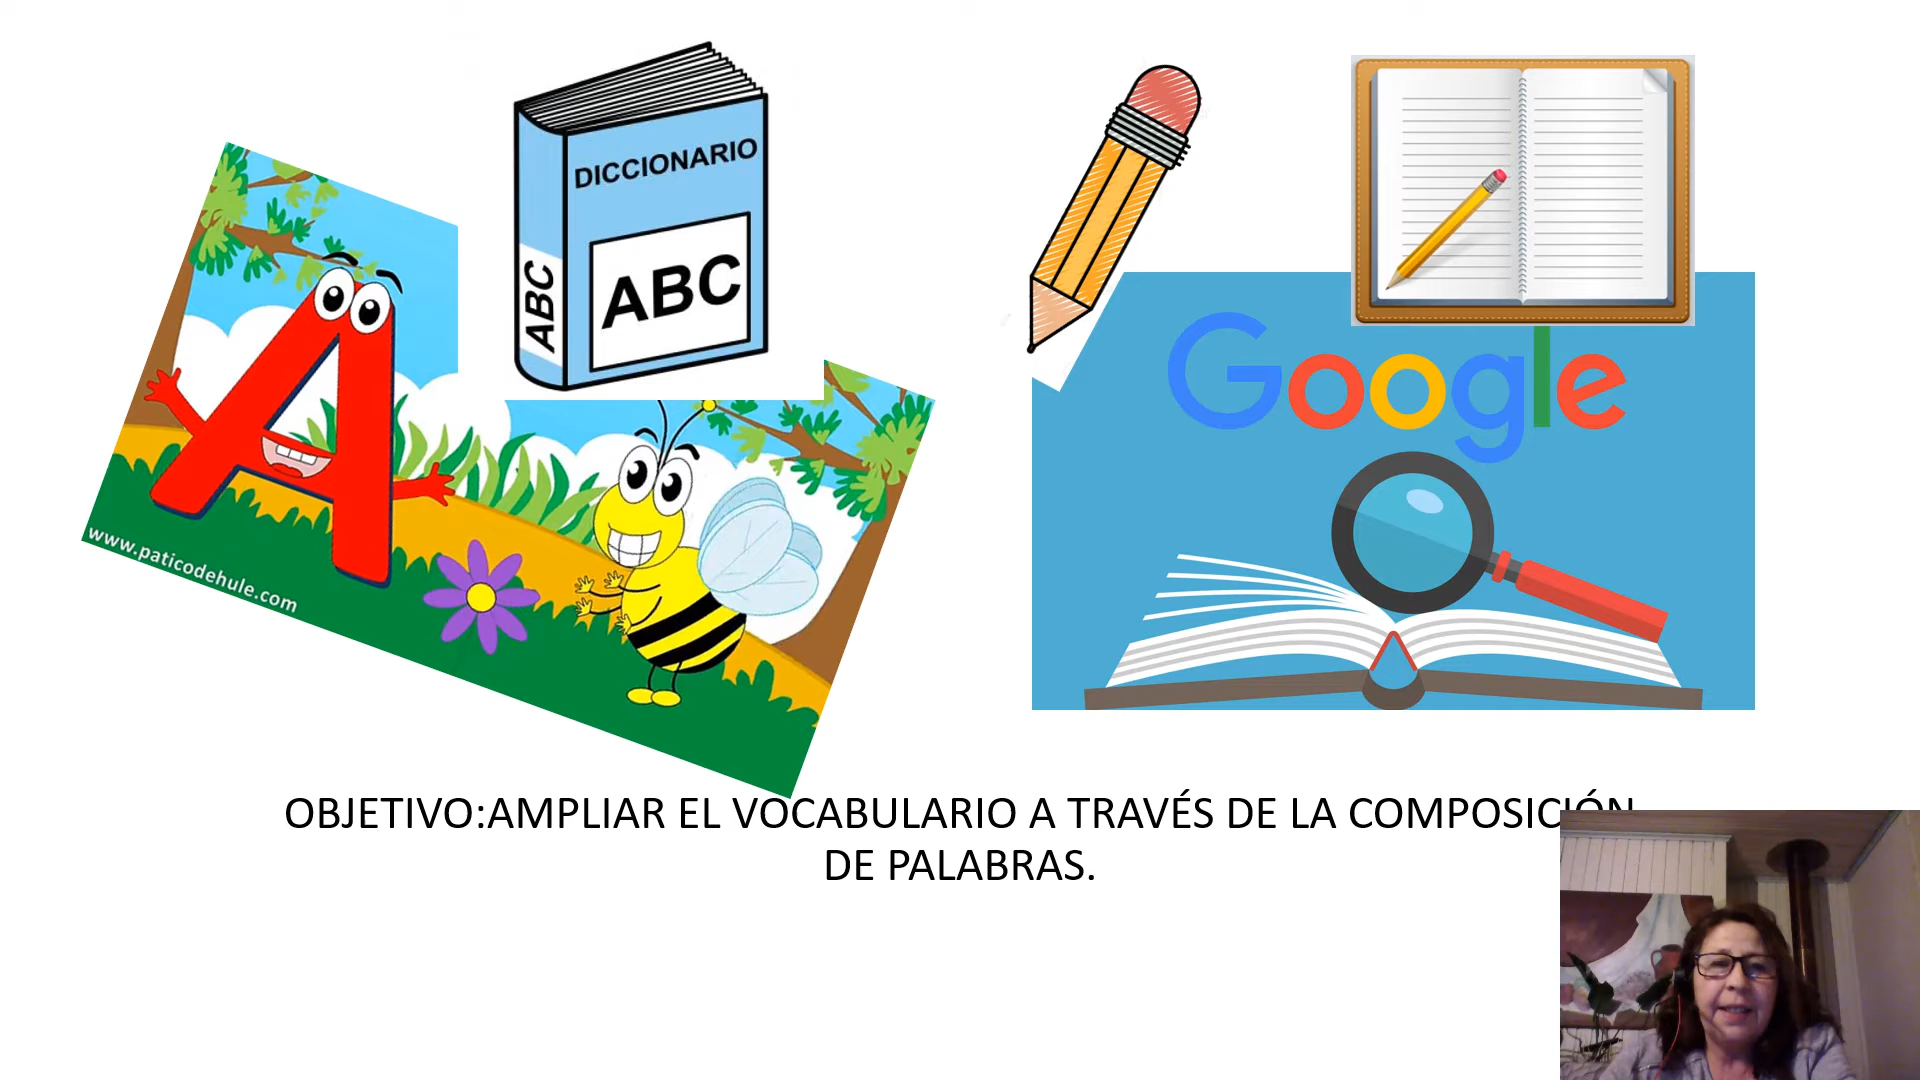 DICCIONARIO
ABC
ABC
www.paticodehule.com
Google
OBJETIVO:AMPLIAR EL VOCABULARIO A TRAVÉS DE LA COMPOSICIÓN
DE PALABRAS.